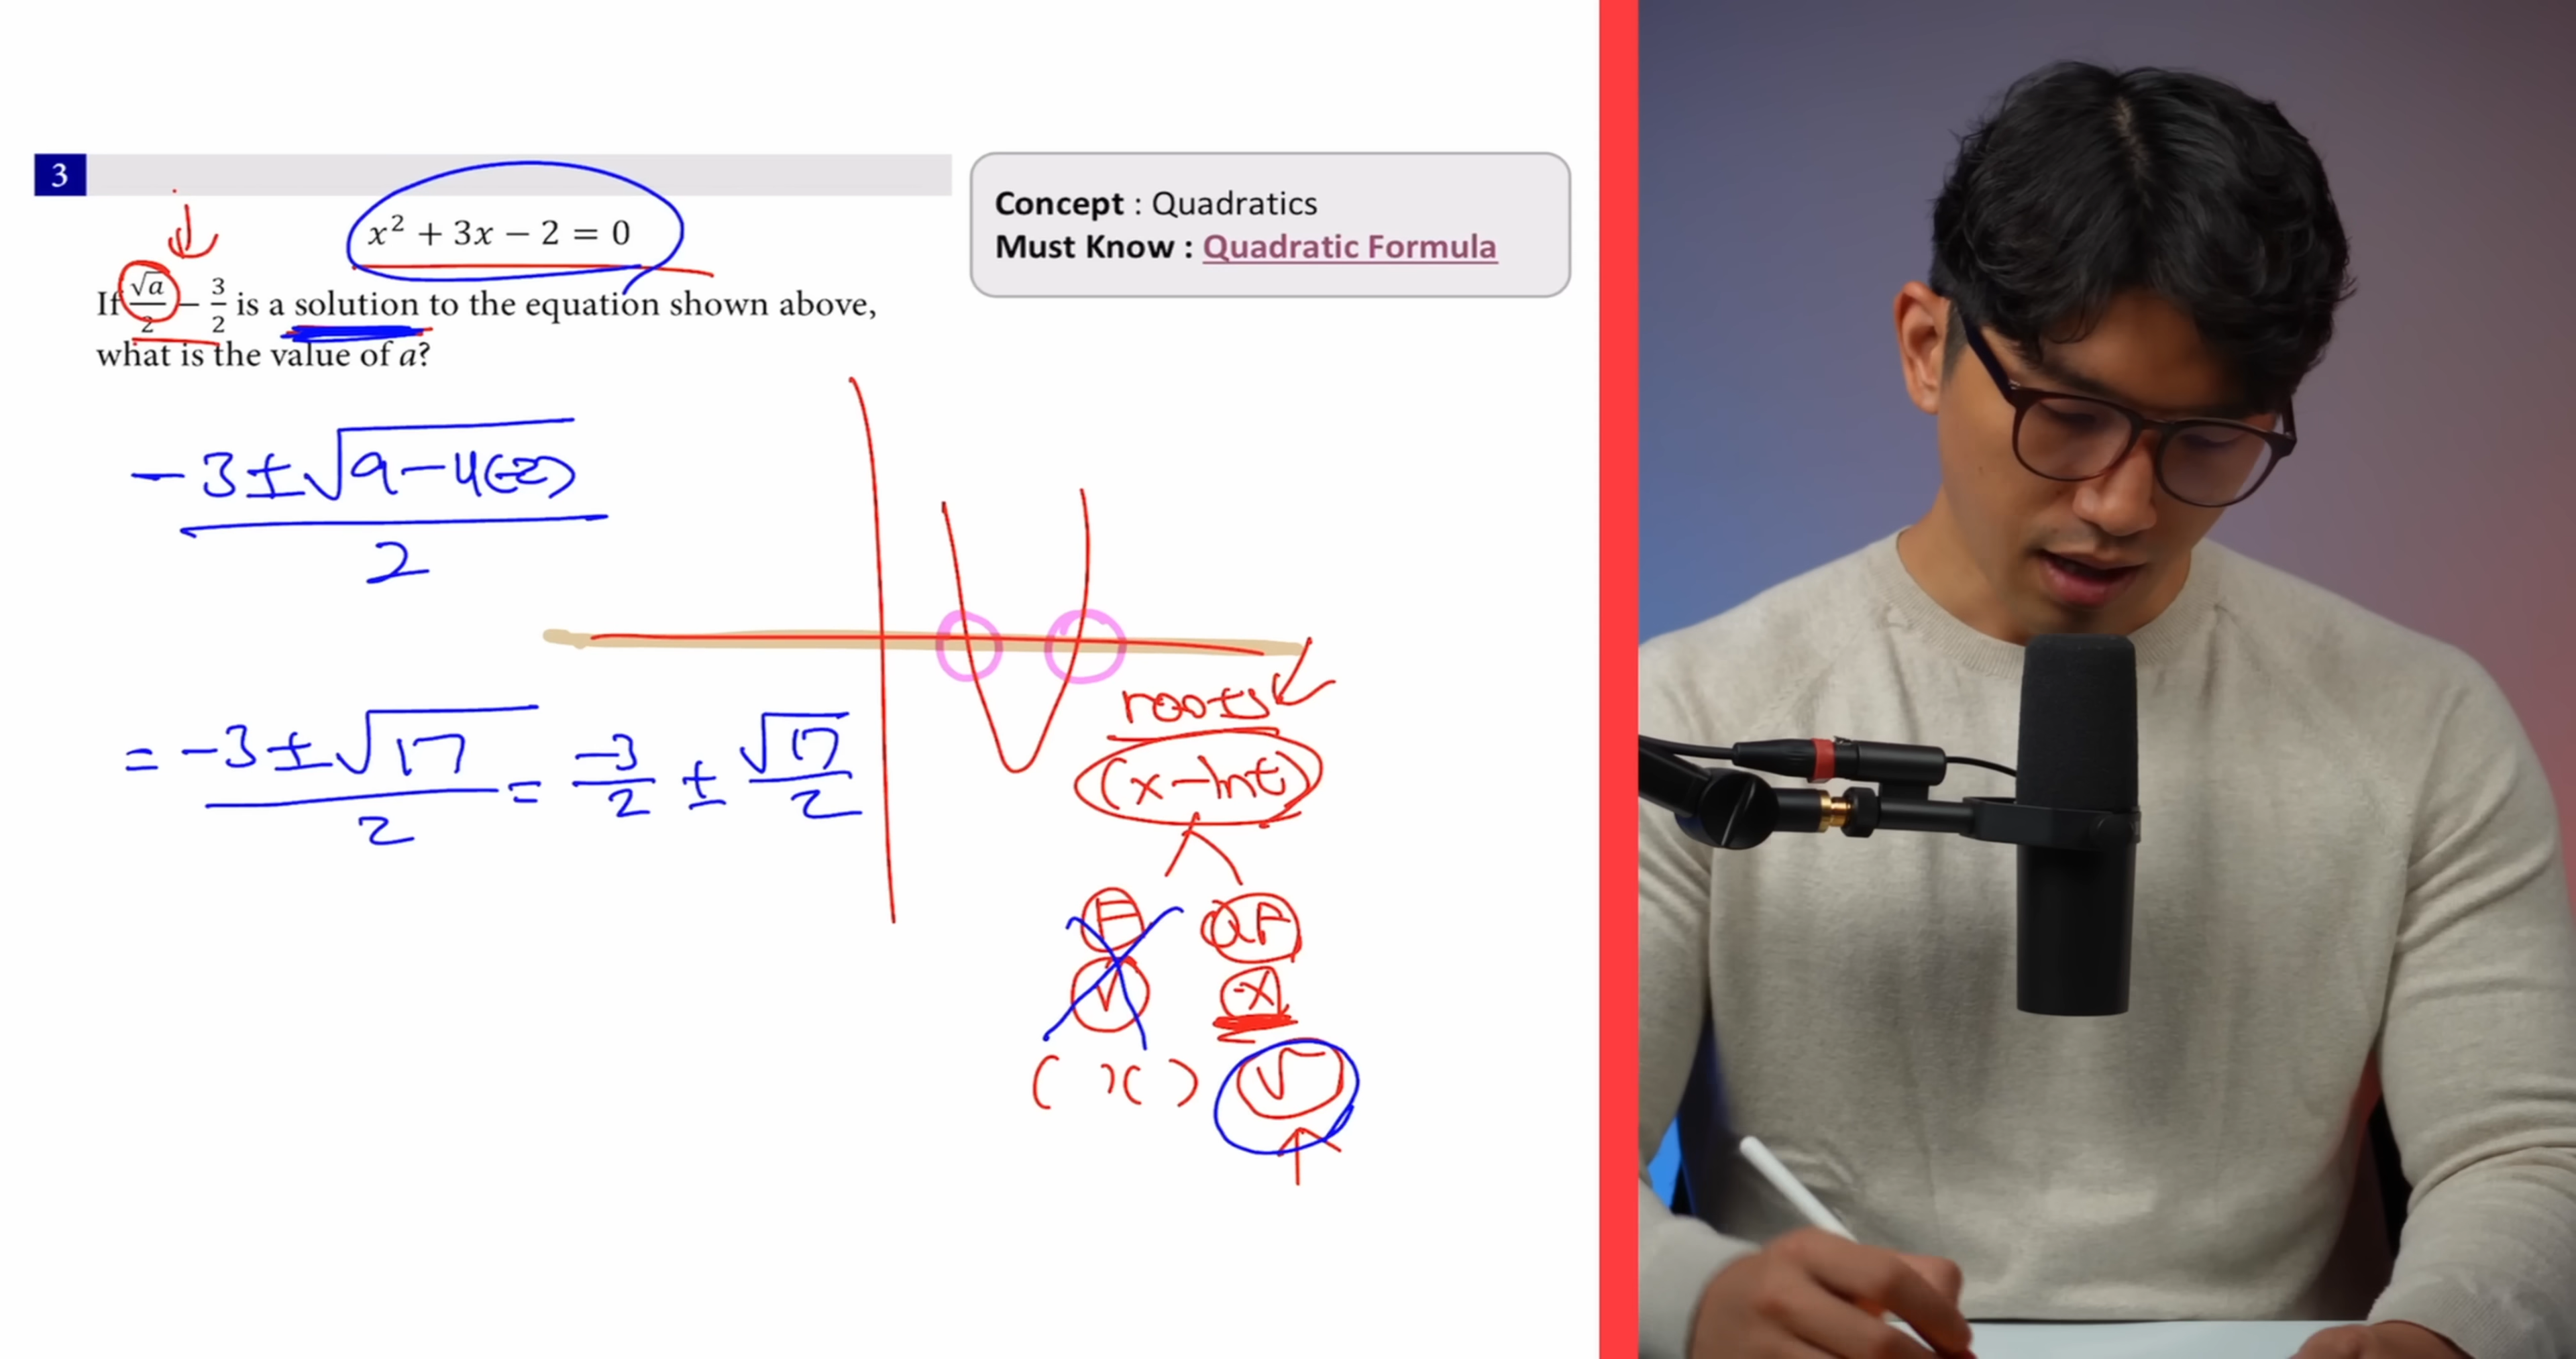 3
x² + 3x − 2 = 0
If √a/2 − 3/2 is a solution to the equation shown above,
what is the value of a?
Concept : Quadratics
Must Know : Quadratic Formula
-3±√9-4(-2)
2
= -3±√17/2 = -3/2 ± √17/2
roots
(x-Int)
F QF
V -x
( x ) √